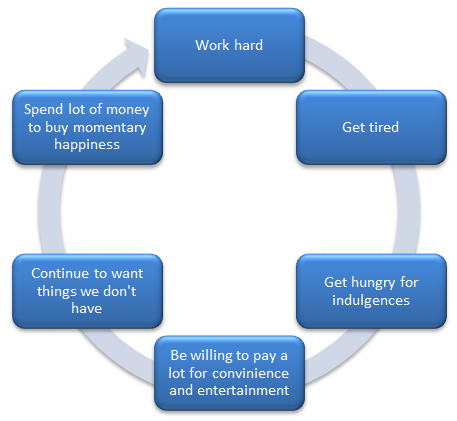 Work hard
Get tired
Get hungry for
indulgences
Be willing to pay a
lot for convinience
and entertainment
Continue to want
things we don't
have
Spend lot of money
to buy momentary
happiness